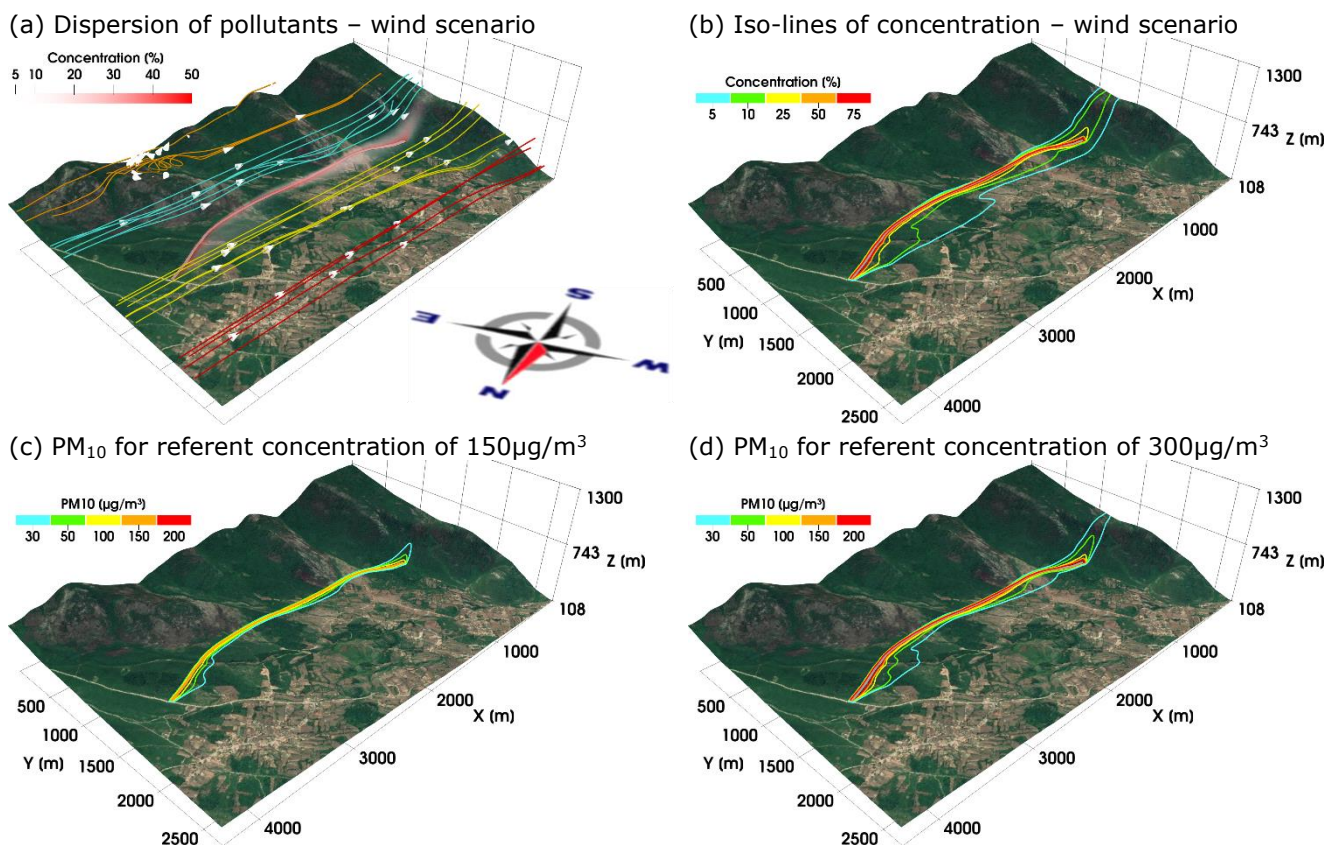 (a) Dispersion of pollutants – wind scenario
Concentration (%)
5 10 20 30 40 50
E S W N
(b) Iso-lines of concentration – wind scenario
Concentration (%)
5 10 25 50 75
1300
743
Z (m)
108
1000
2000
X (m)
3000
4000
500
1000
Y (m)
1500
2000
2500
(c) PM₁₀ for referent concentration of 150µg/m³
PM10 (µg/m³)
30 50 100 150 200
1300
743
Z (m)
108
1000
2000
X (m)
3000
4000
500
1000
Y (m)
1500
2000
2500
(d) PM₁₀ for referent concentration of 300µg/m³
PM10 (µg/m³)
30 50 100 150 200
1300
743
Z (m)
108
1000
2000
X (m)
3000
4000
500
1000
Y (m)
1500
2000
2500